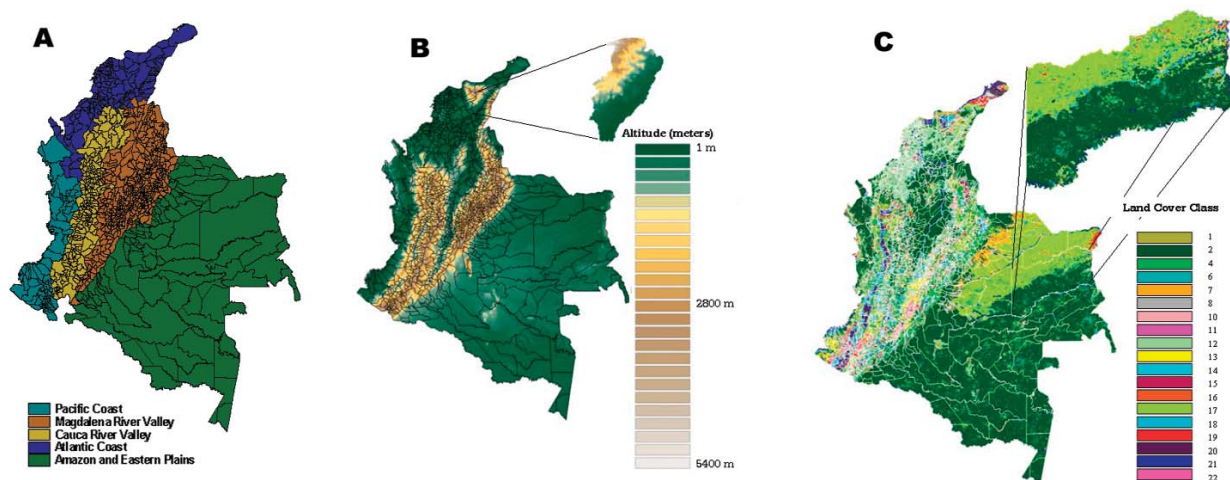 A
Pacific Coast
Magdalena River Valley
Cauca River Valley
Atlantic Coast
Amazon and Eastern Plains
B
Altitude (meters)
1 m
2800 m
5400 m
C
Land Cover Class
1
2
4
6
7
8
10
11
12
13
14
15
16
17
18
19
20
21
22